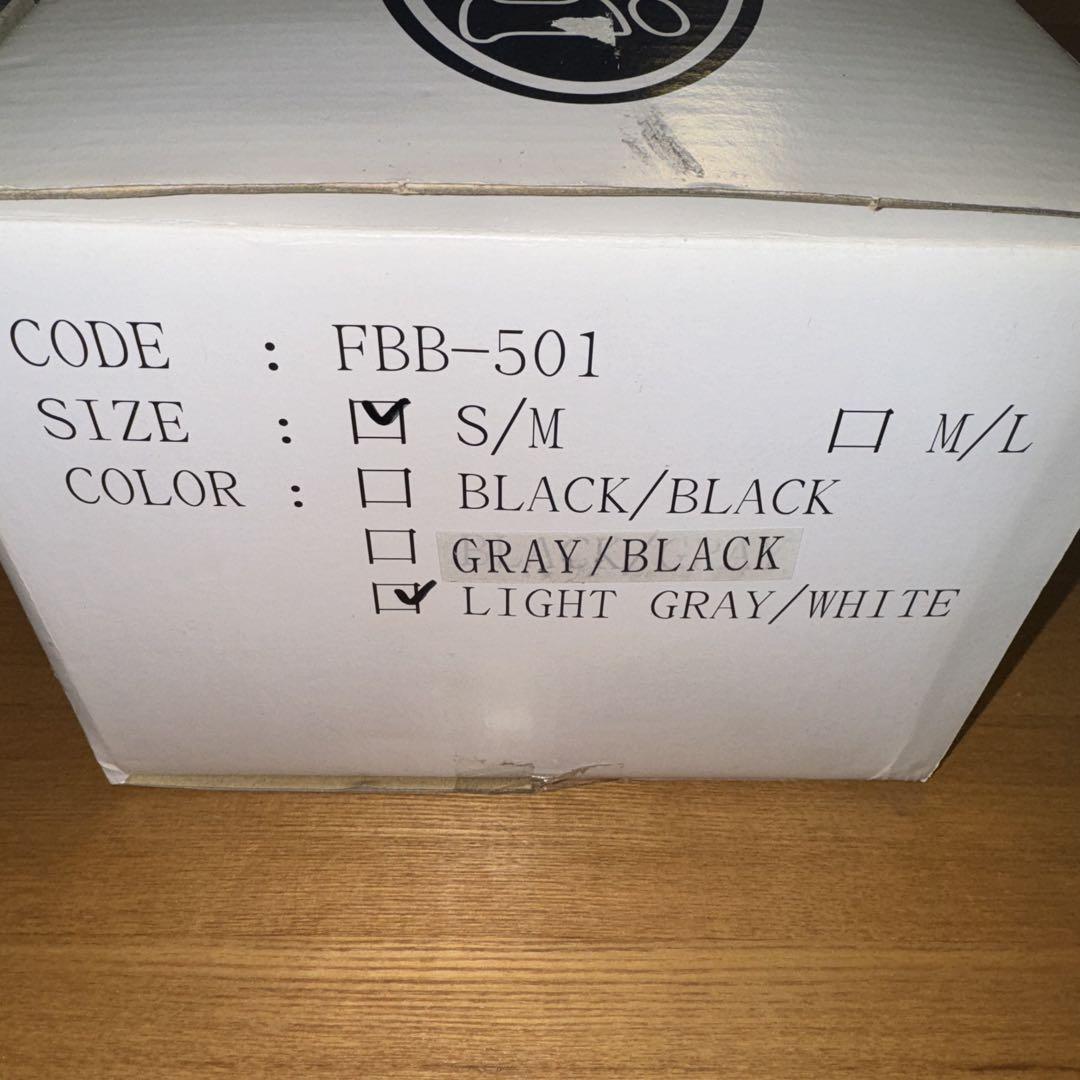 CODE : FBB-501
SIZE : S/M M/L
COLOR : BLACK/BLACK
GRAY/BLACK
LIGHT GRAY/WHITE